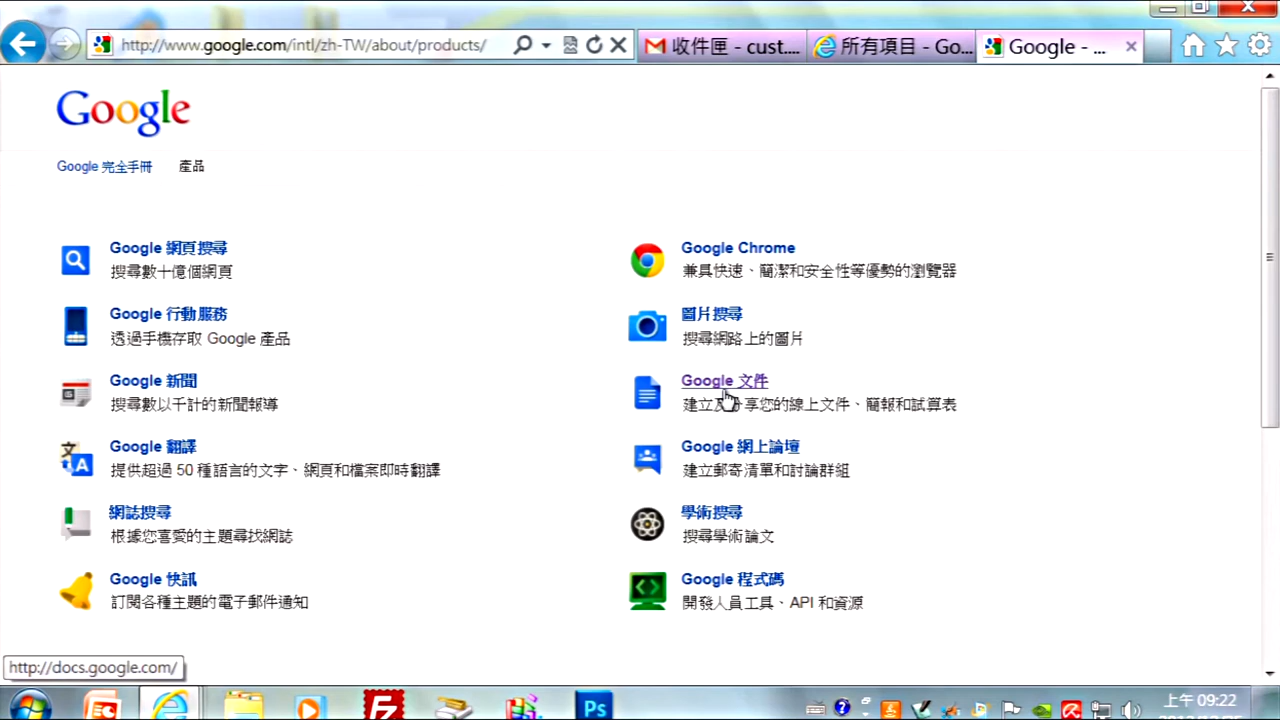 http://www.google.com/intl/zh-TW/about/products/
收件匣 - cust....
所有項目 - Go...
Google - ...
Google
Google 完全手冊
產品
Google 網頁搜尋
搜尋數十億個網頁
Google Chrome
兼具快速、簡潔和安全性等優勢的瀏覽器
Google 行動服務
透過手機存取 Google 產品
圖片搜尋
搜尋網路上的圖片
Google 新聞
搜尋數以千計的新聞報導
Google 文件
建立及分享您的線上文件、簡報和試算表
Google 翻譯
提供超過 50 種語言的文字、網頁和檔案即時翻譯
Google 網上論壇
建立郵寄清單和討論群組
網誌搜尋
根據您喜愛的主題尋找網誌
學術搜尋
搜尋學術論文
Google 快訊
訂閱各種主題的電子郵件通知
Google 程式碼
開發人員工具、API 和資源
http://docs.google.com/
Ps
上午 09:22